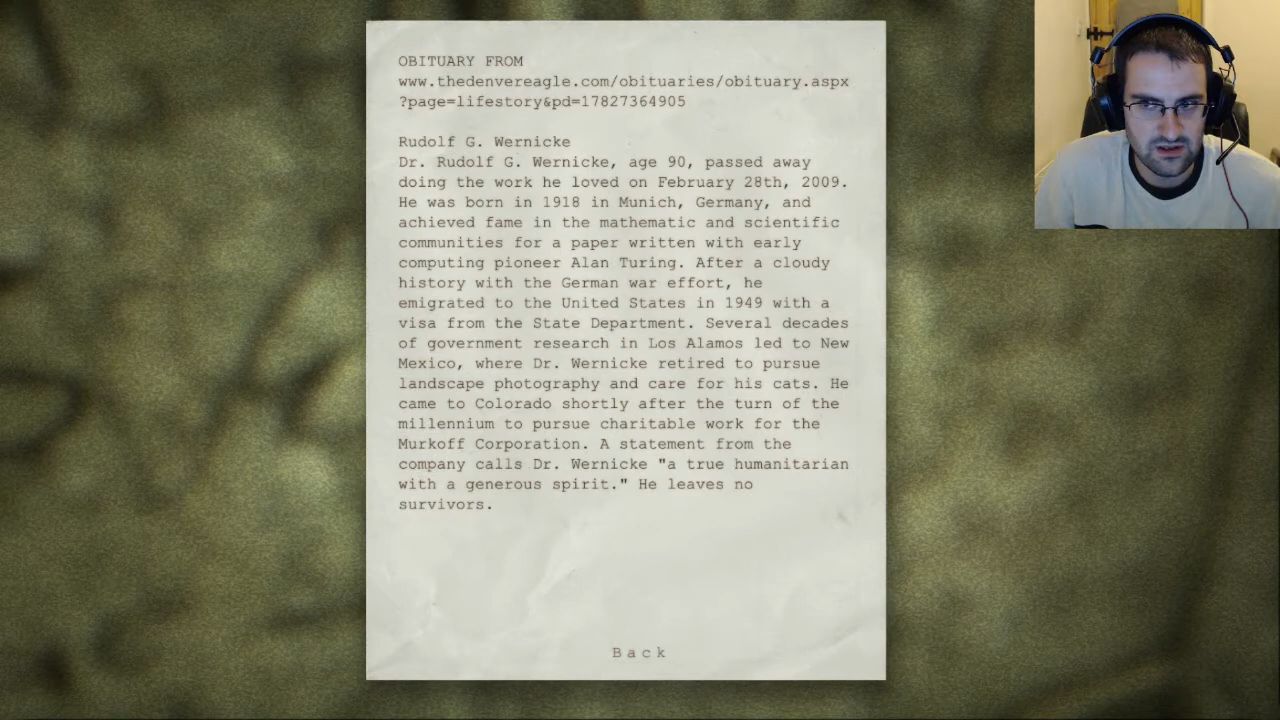 OBITUARY FROM
www.thedenvereagle.com/obituaries/obituary.aspx
?page=lifestory&pd=17827364905
Rudolf G. Wernicke
Dr. Rudolf G. Wernicke, age 90, passed away
doing the work he loved on February 28th, 2009.
He was born in 1918 in Munich, Germany, and
achieved fame in the mathematic and scientific
communities for a paper written with early
computing pioneer Alan Turing. After a cloudy
history with the German war effort, he
emigrated to the United States in 1949 with a
visa from the State Department. Several decades
of government research in Los Alamos led to New
Mexico, where Dr. Wernicke retired to pursue
landscape photography and care for his cats. He
came to Colorado shortly after the turn of the
millennium to pursue charitable work for the
Murkoff Corporation. A statement from the
company calls Dr. Wernicke "a true humanitarian
with a generous spirit." He leaves no
survivors.
Back